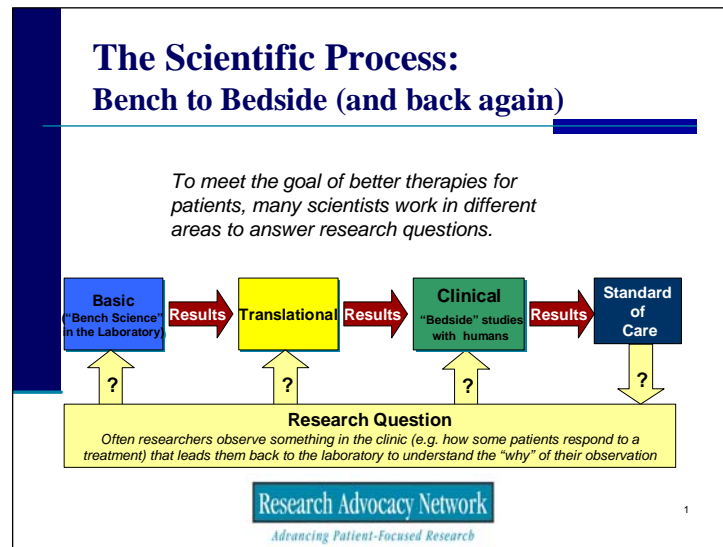 The Scientific Process:
Bench to Bedside (and back again)
To meet the goal of better therapies for
patients, many scientists work in different
areas to answer research questions.
Basic
("Bench Science"
in the Laboratory)
Results
Translational
Results
Clinical
"Bedside" studies
with humans
Results
Standard
of
Care
?
?
?
?
Research Question
Often researchers observe something in the clinic (e.g. how some patients respond to a
treatment) that leads them back to the laboratory to understand the "why" of their observation
Research Advocacy Network
Advancing Patient-Focused Research
1